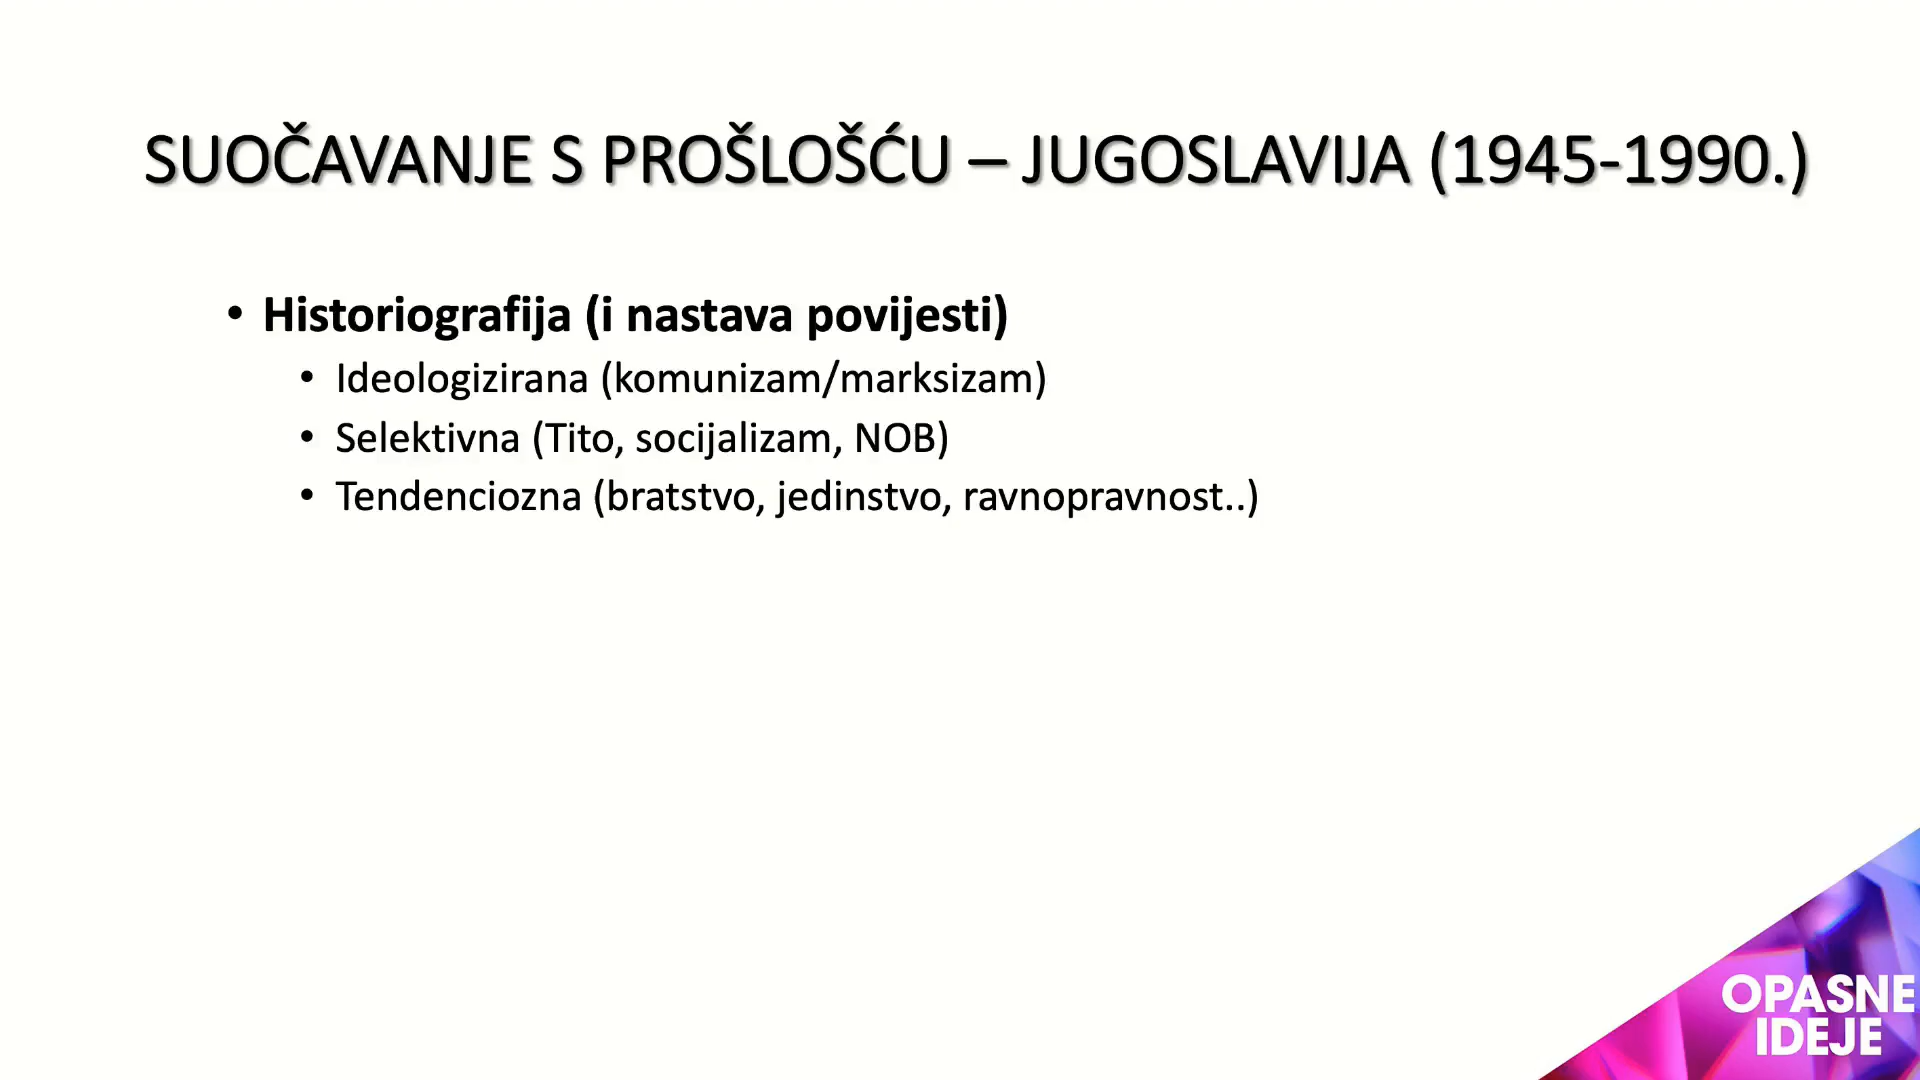 SUOČAVANJE S PROŠLOŠĆU – JUGOSLAVIJA (1945-1990.)
• Historiografija (i nastava povijesti)
• Ideologizirana (komunizam/marksizam)
• Selektivna (Tito, socijalizam, NOB)
• Tendenciozna (bratstvo, jedinstvo, ravnopravnost..)
OPASNE
IDEJE